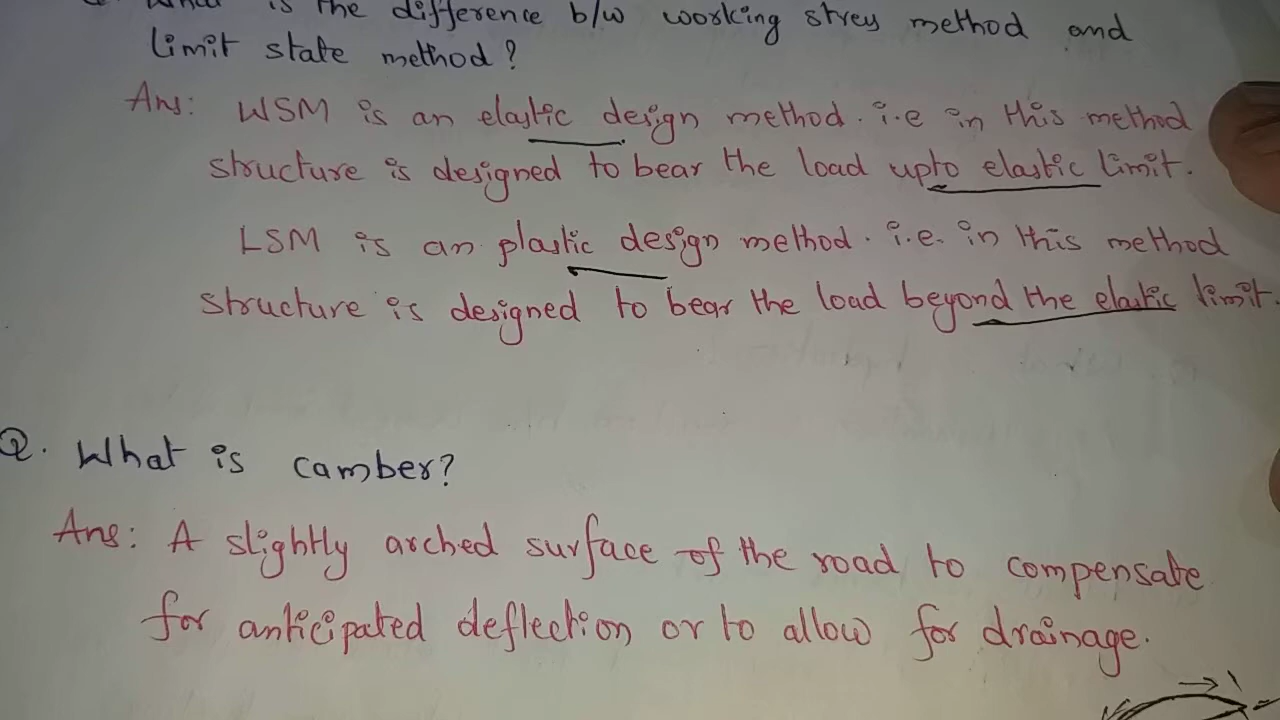 What is the difference b/w working stress method and
limit state method?
Ans: WSM is an elastic design method. i.e in this method
structure is designed to bear the load upto elastic limit.
LSM is an plastic design method. i.e. in this method
structure is designed to bear the load beyond the elastic limit.
Q. What is camber?
Ans: A slightly arched surface of the road to compensate
for anticipated deflection or to allow for drainage.